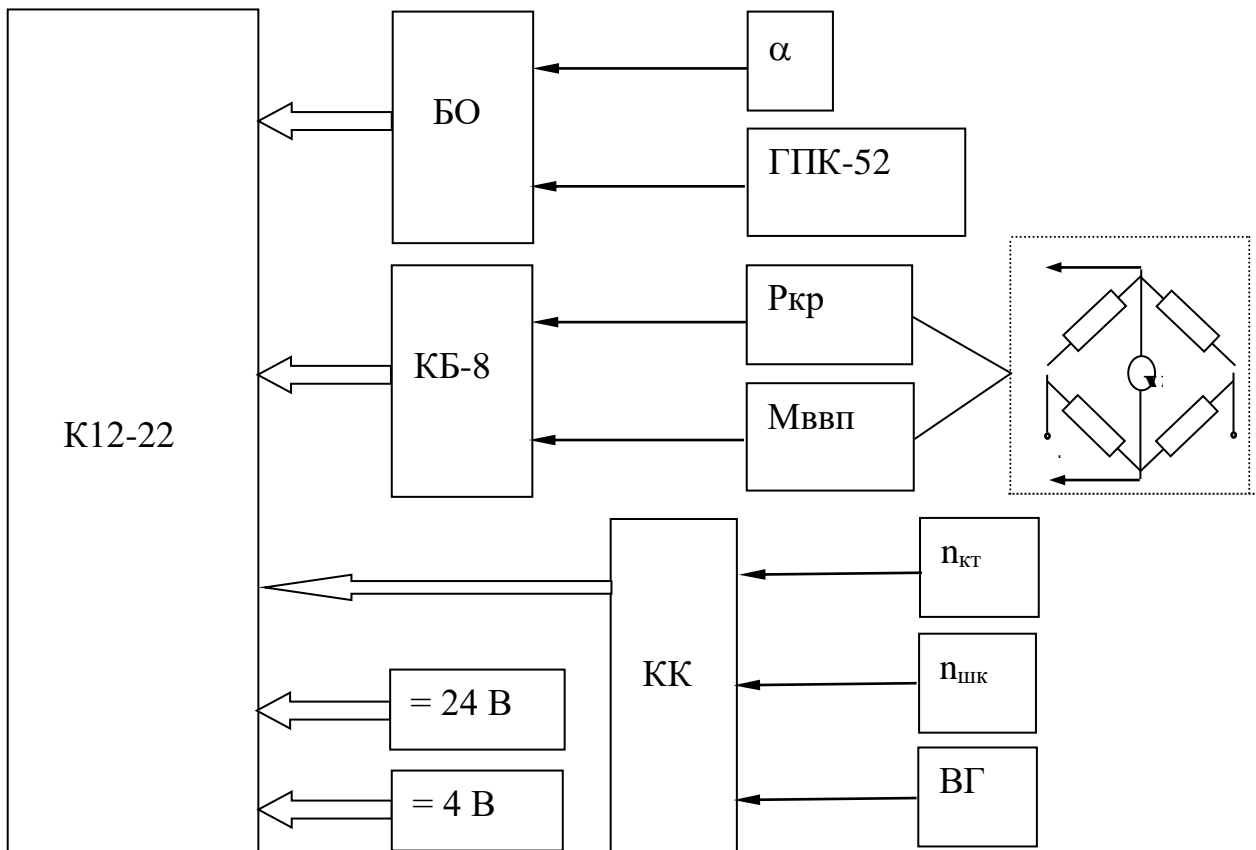 α
БО
ГПК-52
Ркр
КБ-8
Мввп
К12-22
nкт
КК
nшк
= 24 В
ВГ
= 4 В